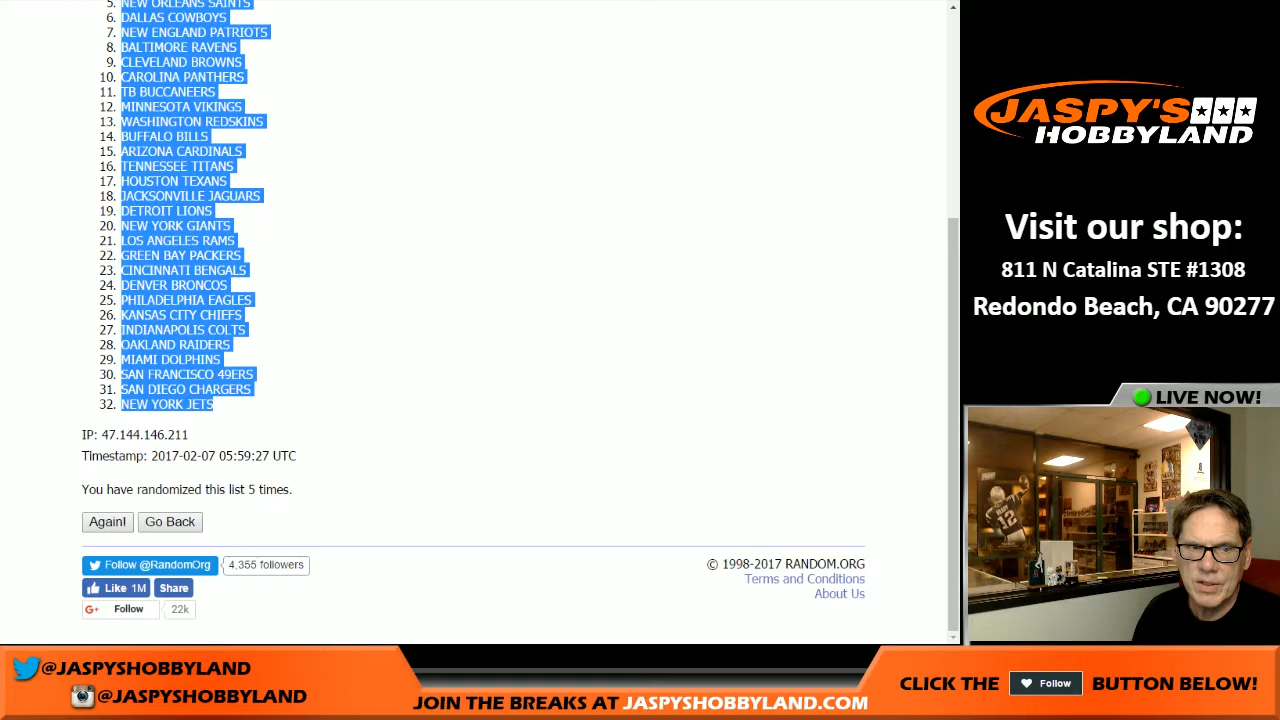 5. NEW ORLEANS SAINTS
6. DALLAS COWBOYS
7. NEW ENGLAND PATRIOTS
8. BALTIMORE RAVENS
9. CLEVELAND BROWNS
10. CAROLINA PANTHERS
11. TB BUCCANEERS
12. MINNESOTA VIKINGS
13. WASHINGTON REDSKINS
14. BUFFALO BILLS
15. ARIZONA CARDINALS
16. TENNESSEE TITANS
17. HOUSTON TEXANS
18. JACKSONVILLE JAGUARS
19. DETROIT LIONS
20. NEW YORK GIANTS
21. LOS ANGELES RAMS
22. GREEN BAY PACKERS
23. CINCINNATI BENGALS
24. DENVER BRONCOS
25. PHILADELPHIA EAGLES
26. KANSAS CITY CHIEFS
27. INDIANAPOLIS COLTS
28. OAKLAND RAIDERS
29. MIAMI DOLPHINS
30. SAN FRANCISCO 49ERS
31. SAN DIEGO CHARGERS
32. NEW YORK JETS
IP: 47.144.146.211
Timestamp: 2017-02-07 05:59:27 UTC
You have randomized this list 5 times.
Again! Go Back
Follow @RandomOrg 4,355 followers
Like 1M Share
G+ Follow 22k
© 1998-2017 RANDOM.ORG
Terms and Conditions
About Us
JASPY'S
HOBBYLAND
Visit our shop:
811 N Catalina STE #1308
Redondo Beach, CA 90277
LIVE NOW!
BRADY
12
@JASPYSHOBBYLAND
@JASPYSHOBBYLAND
JOIN THE BREAKS AT JASPYSHOBBYLAND.COM
CLICK THE Follow BUTTON BELOW!